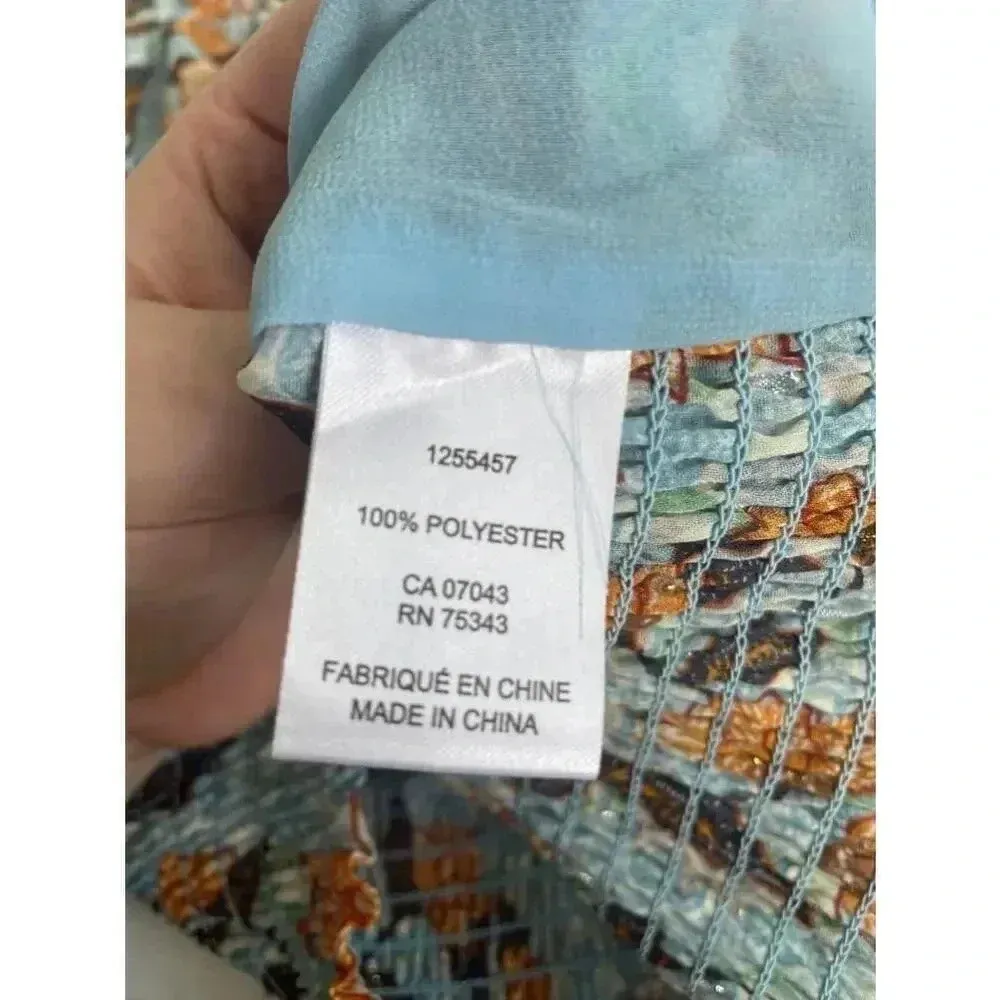 1255457
100% POLYESTER
CA 07043
RN 75343
FABRIQUÉ EN CHINE
MADE IN CHINA